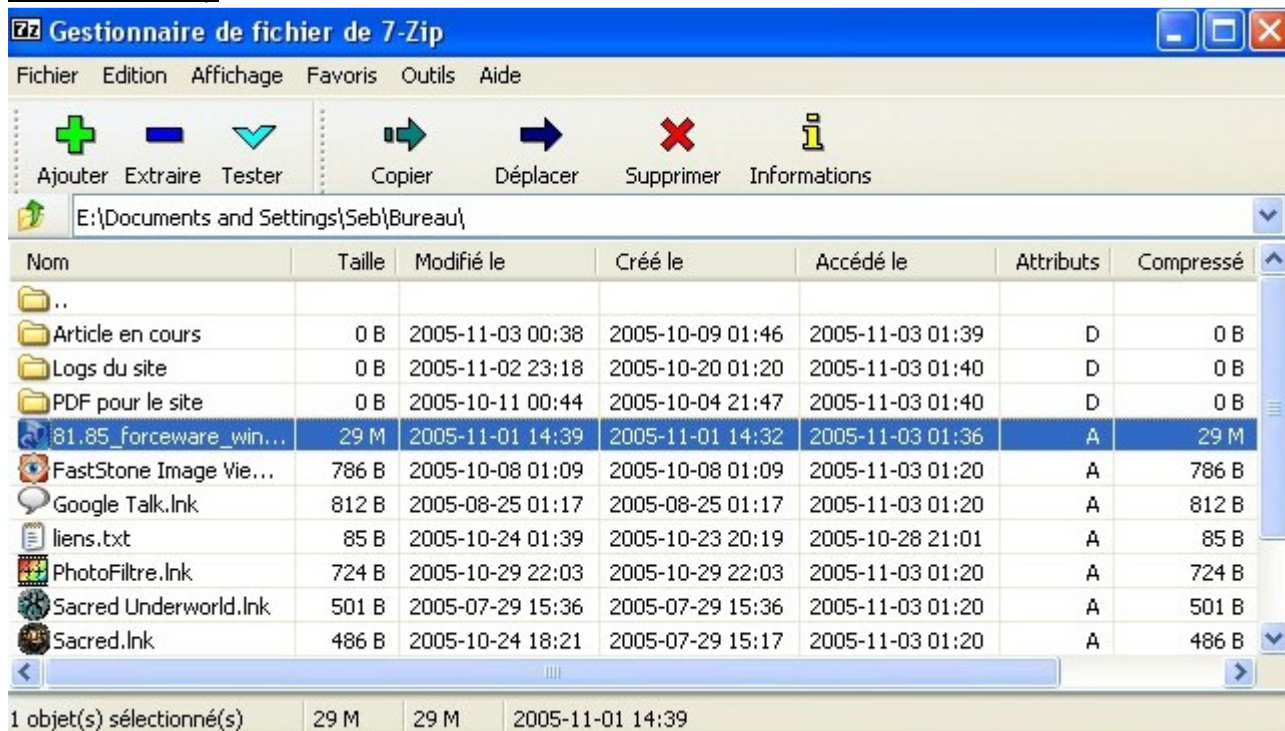 7z Gestionnaire de fichier de 7-Zip
Fichier Edition Affichage Favoris Outils Aide
Ajouter Extraire Tester Copier Déplacer Supprimer Informations
E:\Documents and Settings\Seb\Bureau\
Nom Taille Modifié le Créé le Accédé le Attributs Compressé
..
Article en cours 0 B 2005-11-03 00:38 2005-10-09 01:46 2005-11-03 01:39 D 0 B
Logs du site 0 B 2005-11-02 23:18 2005-10-20 01:20 2005-11-03 01:40 D 0 B
PDF pour le site 0 B 2005-10-11 00:44 2005-10-04 21:47 2005-11-03 01:40 D 0 B
81.85_forceware_win... 29 M 2005-11-01 14:39 2005-11-01 14:32 2005-11-03 01:36 A 29 M
FastStone Image Vie... 786 B 2005-10-08 01:09 2005-10-08 01:09 2005-11-03 01:20 A 786 B
Google Talk.lnk 812 B 2005-08-25 01:17 2005-08-25 01:17 2005-11-03 01:20 A 812 B
liens.txt 85 B 2005-10-24 01:39 2005-10-23 20:19 2005-10-28 21:01 A 85 B
PhotoFiltre.lnk 724 B 2005-10-29 22:03 2005-10-29 22:03 2005-11-03 01:20 A 724 B
Sacred Underworld.lnk 501 B 2005-07-29 15:36 2005-07-29 15:36 2005-11-03 01:20 A 501 B
Sacred.lnk 486 B 2005-10-24 18:21 2005-07-29 15:17 2005-11-03 01:20 A 486 B
1 objet(s) sélectionné(s) 29 M 29 M 2005-11-01 14:39